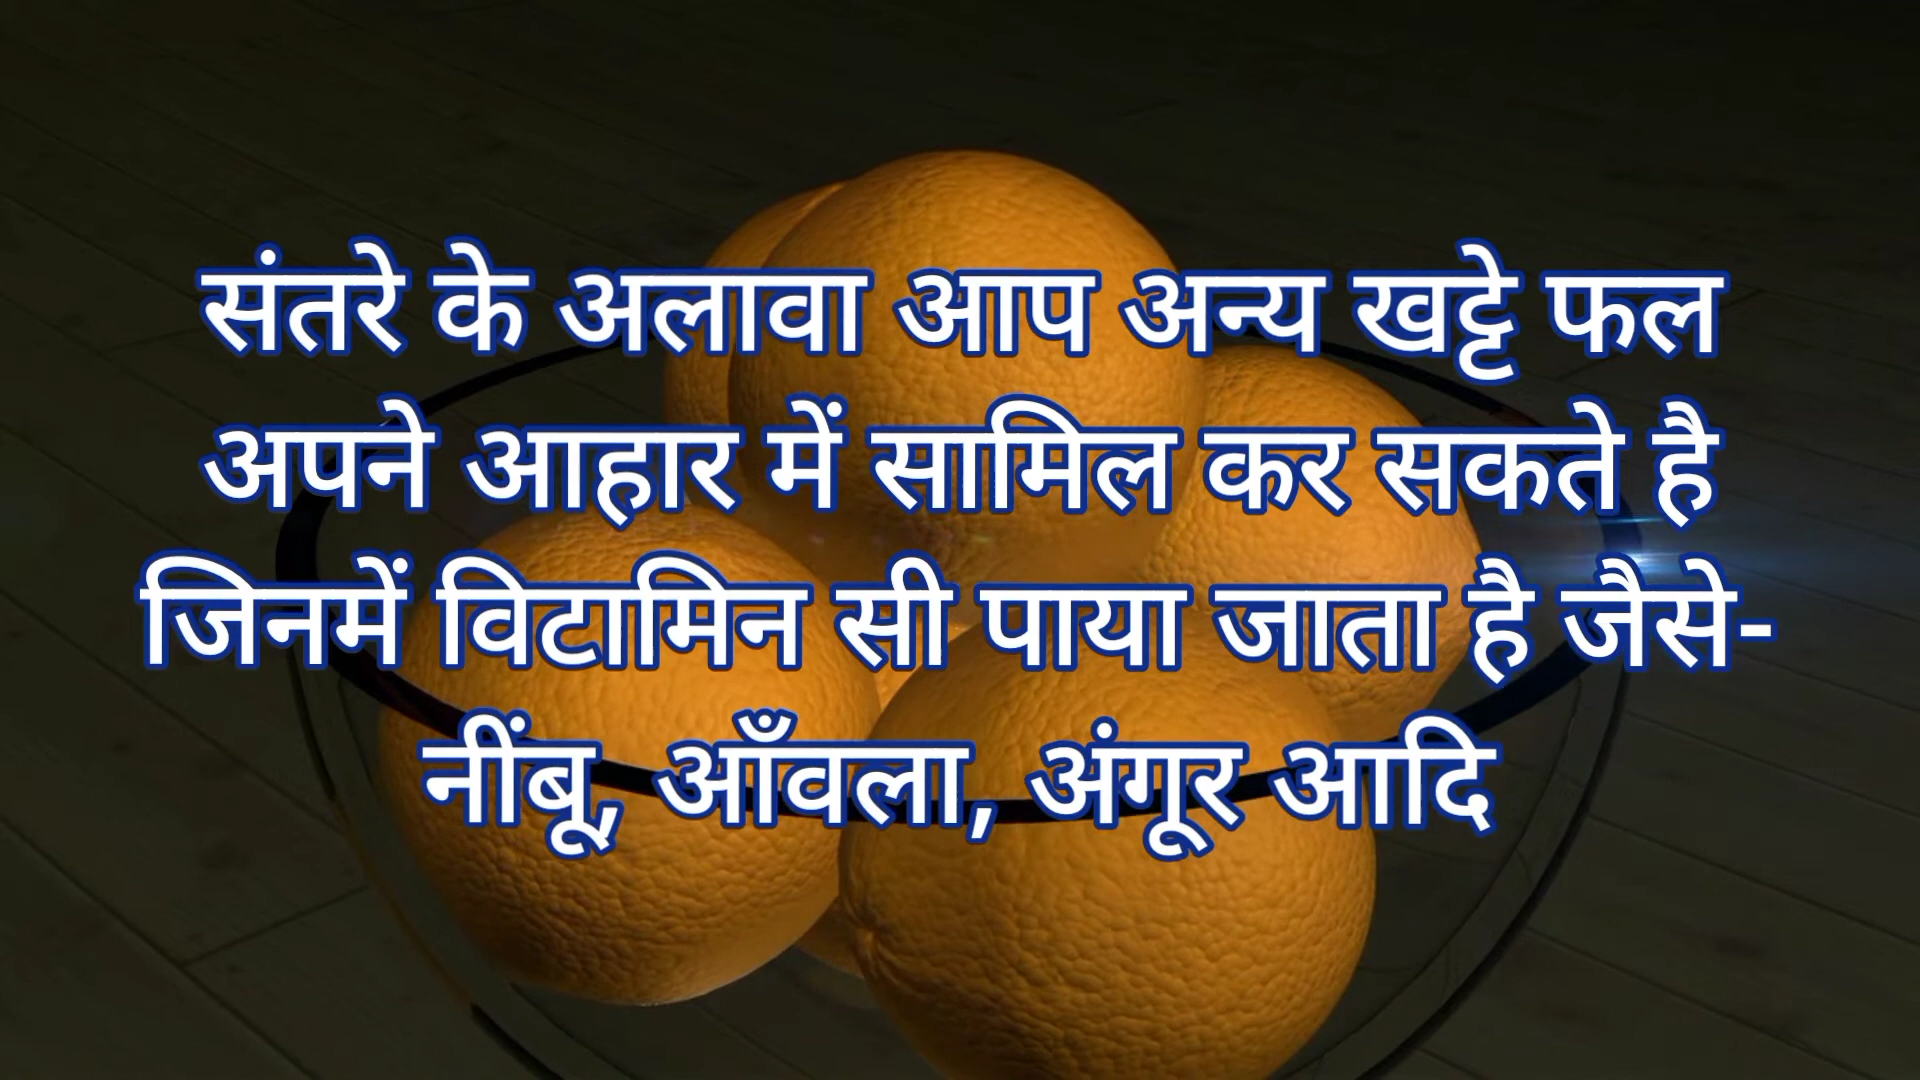 संतरे के अलावा आप अन्य खट्टे फल
अपने आहार में सामिल कर सकते है
जिनमें विटामिन सी पाया जाता है जैसे-
नींबू, आँवला, अंगूर आदि